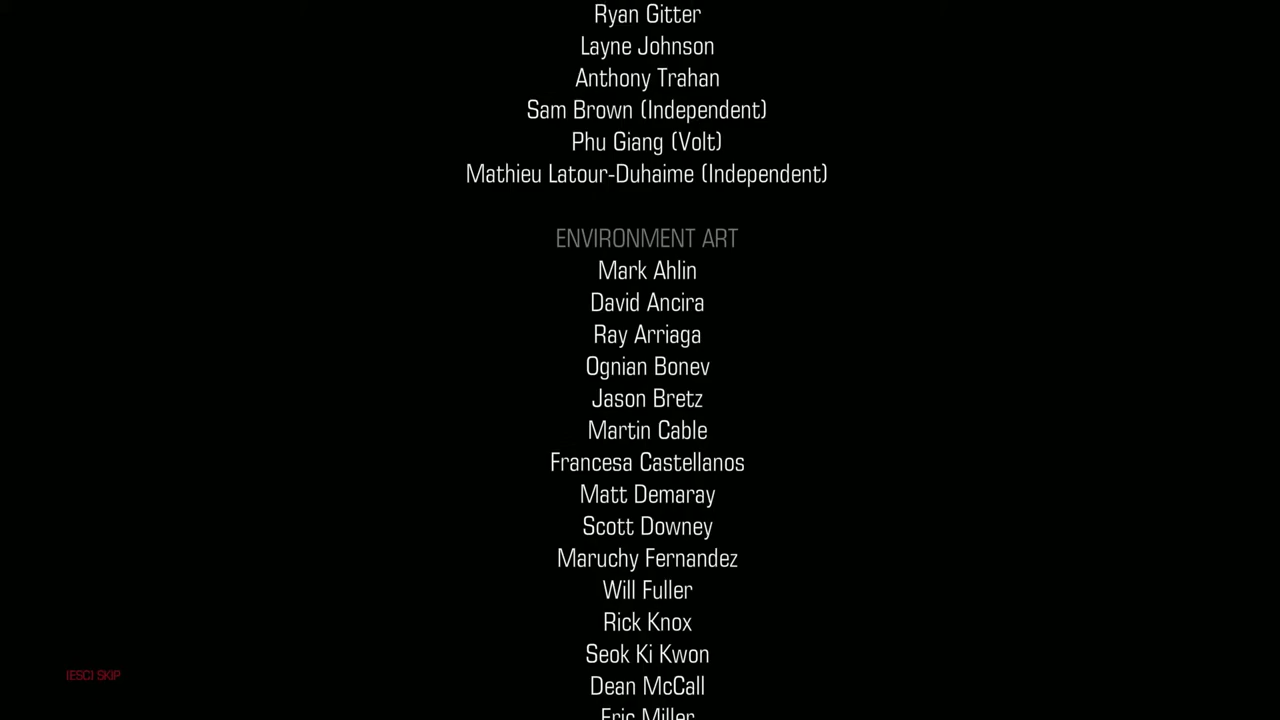 Ryan Gitter
Layne Johnson
Anthony Trahan
Sam Brown (Independent)
Phu Giang (Volt)
Mathieu Latour-Duhaime (Independent)
ENVIRONMENT ART
Mark Ahlin
David Ancira
Ray Arriaga
Ognian Bonev
Jason Bretz
Martin Cable
Francesa Castellanos
Matt Demaray
Scott Downey
Maruchy Fernandez
Will Fuller
Rick Knox
Seok Ki Kwon
[ESC] SKIP
Dean McCall
Eric Miller